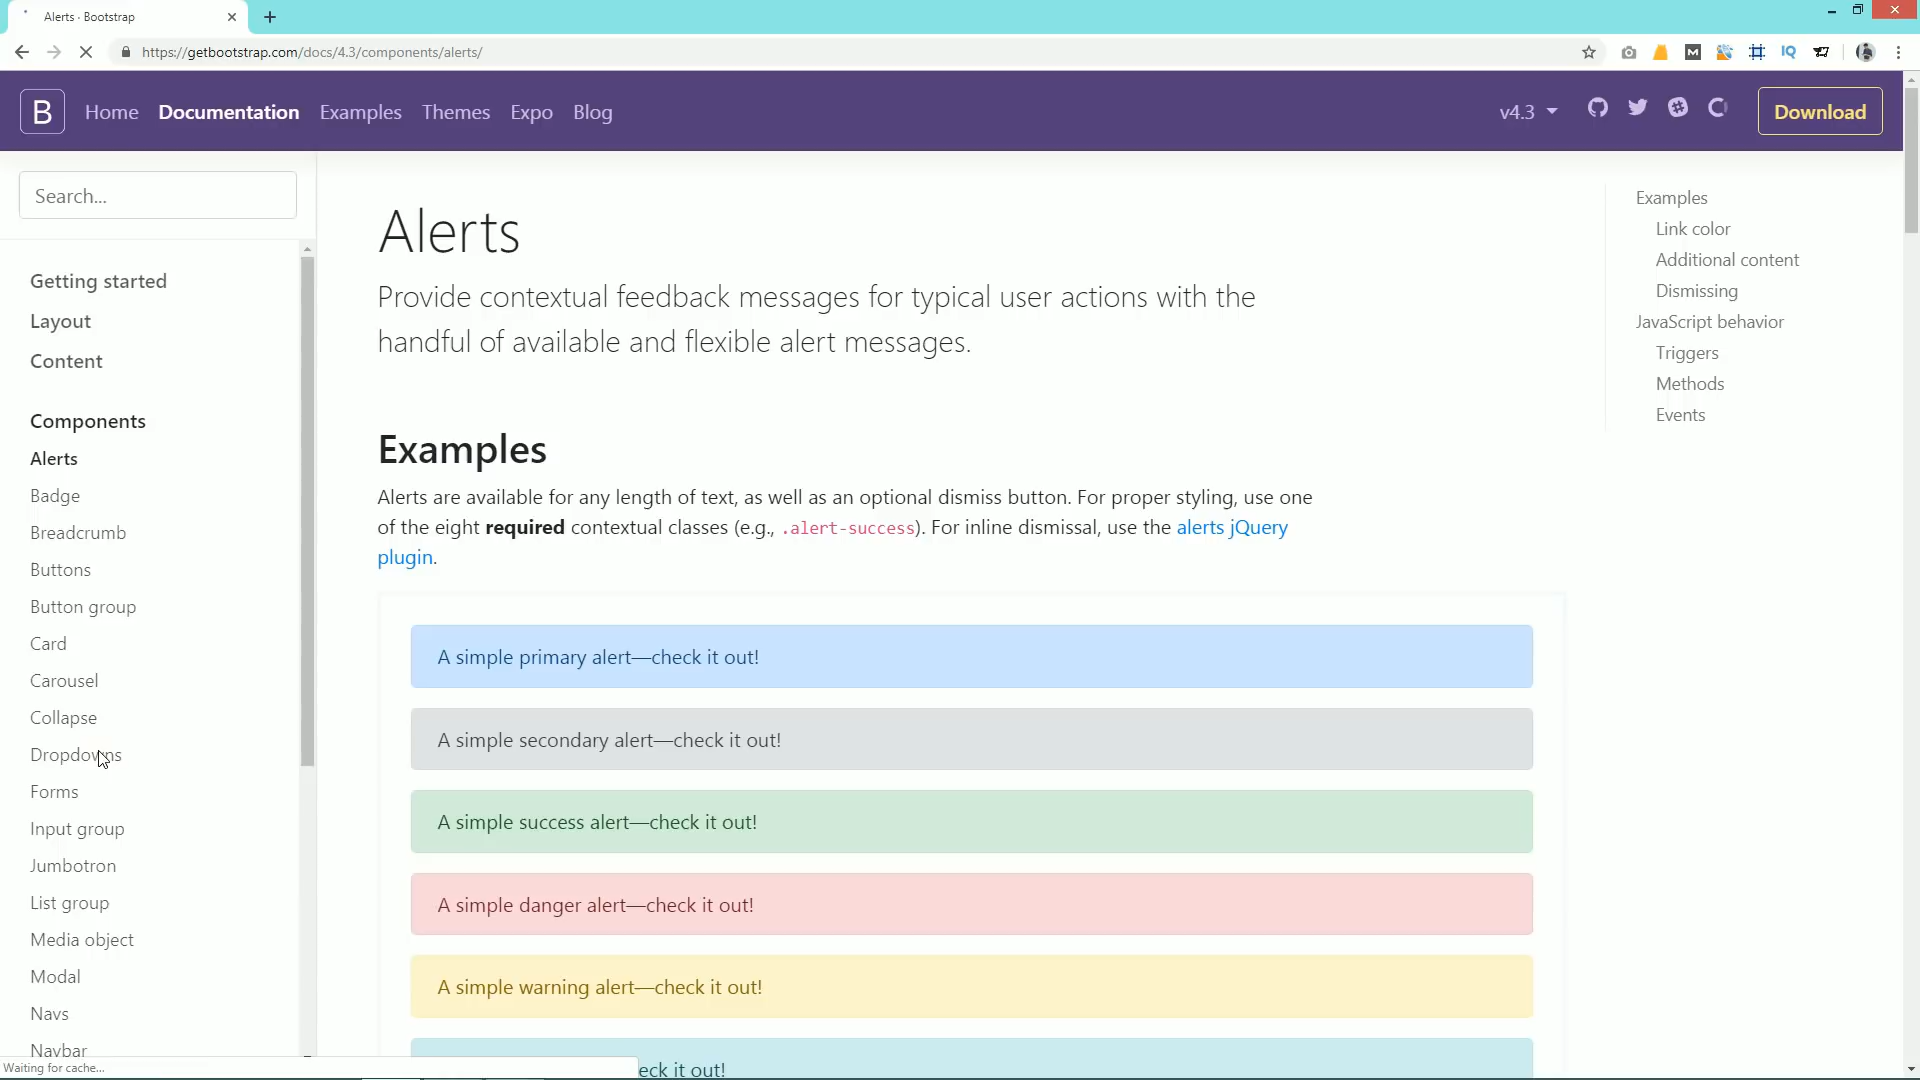 Alerts · Bootstrap
https://getbootstrap.com/docs/4.3/components/alerts/
M
IQ
B
Home
Documentation
Examples
Themes
Expo
Blog
v4.3
Download
Search...
Getting started
Layout
Content
Components
Alerts
Badge
Breadcrumb
Buttons
Button group
Card
Carousel
Collapse
Dropdowns
Forms
Input group
Jumbotron
List group
Media object
Modal
Navs
Navbar
Waiting for cache...
Alerts
Provide contextual feedback messages for typical user actions with the
handful of available and flexible alert messages.
Examples
Alerts are available for any length of text, as well as an optional dismiss button. For proper styling, use one
of the eight required contextual classes (e.g., .alert-success). For inline dismissal, use the alerts jQuery
plugin.
A simple primary alert—check it out!
A simple secondary alert—check it out!
A simple success alert—check it out!
A simple danger alert—check it out!
A simple warning alert—check it out!
eck it out!
Examples
Link color
Additional content
Dismissing
JavaScript behavior
Triggers
Methods
Events